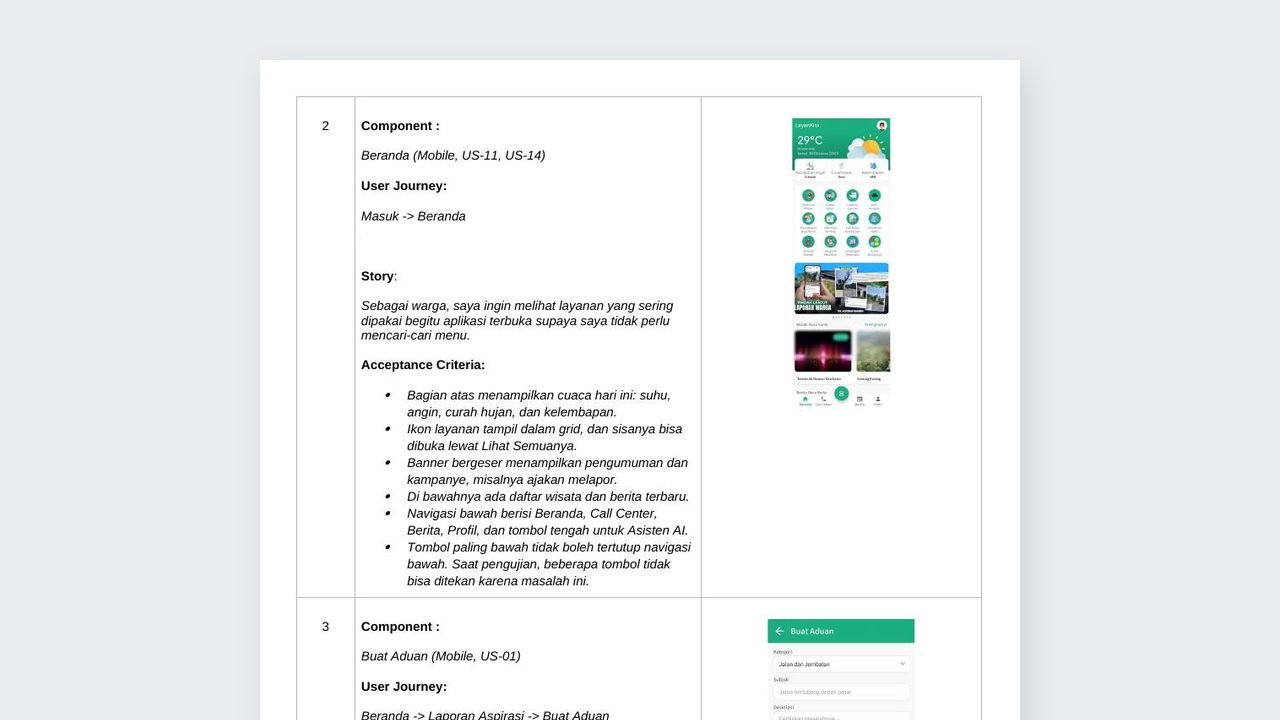 2
Component :
Beranda (Mobile, US-11, US-14)
User Journey:
Masuk -> Beranda
Story:
Sebagai warga, saya ingin melihat layanan yang sering
dipakai begitu aplikasi terbuka supaya saya tidak perlu
mencari-cari menu.
Acceptance Criteria:
• Bagian atas menampilkan cuaca hari ini: suhu,
angin, curah hujan, dan kelembapan.
• Ikon layanan tampil dalam grid, dan sisanya bisa
dibuka lewat Lihat Semuanya.
• Banner bergeser menampilkan pengumuman dan
kampanye, misalnya ajakan melapor.
• Di bawahnya ada daftar wisata dan berita terbaru.
• Navigasi bawah berisi Beranda, Call Center,
Berita, Profil, dan tombol tengah untuk Asisten AI.
• Tombol paling bawah tidak boleh tertutup navigasi
bawah. Saat pengujian, beberapa tombol tidak
bisa ditekan karena masalah ini.
LayanKita
29°C
LAPORAN WARGA
3
Component :
Buat Aduan (Mobile, US-01)
User Journey:
Beranda -> Laporan Aspirasi -> Buat Aduan
Buat Aduan
Kategori
Jalan dan Jembatan
Subjek
Jalan berlubang depan pasar
Deskripsi